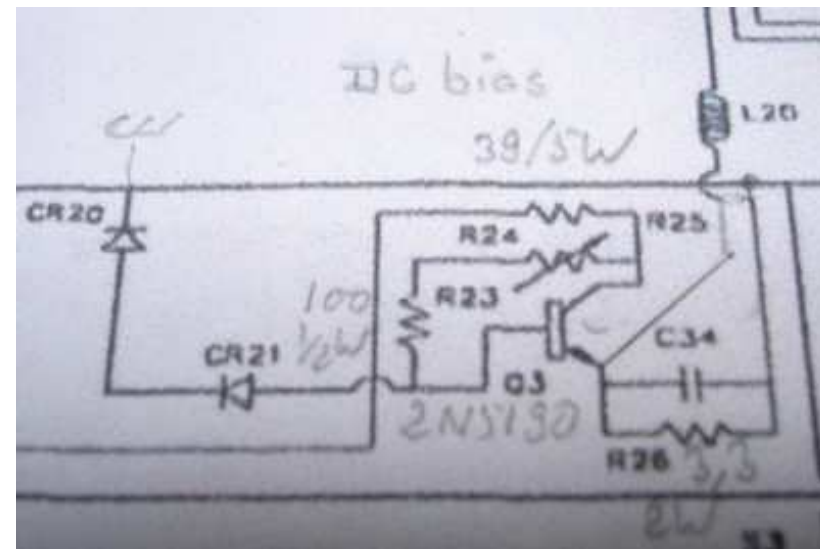 DC bias
L20
39/5W
CR20
R25
R24
100
1/2W
R23
CR21
C34
Q3
2N5190
R26
3,3
2W